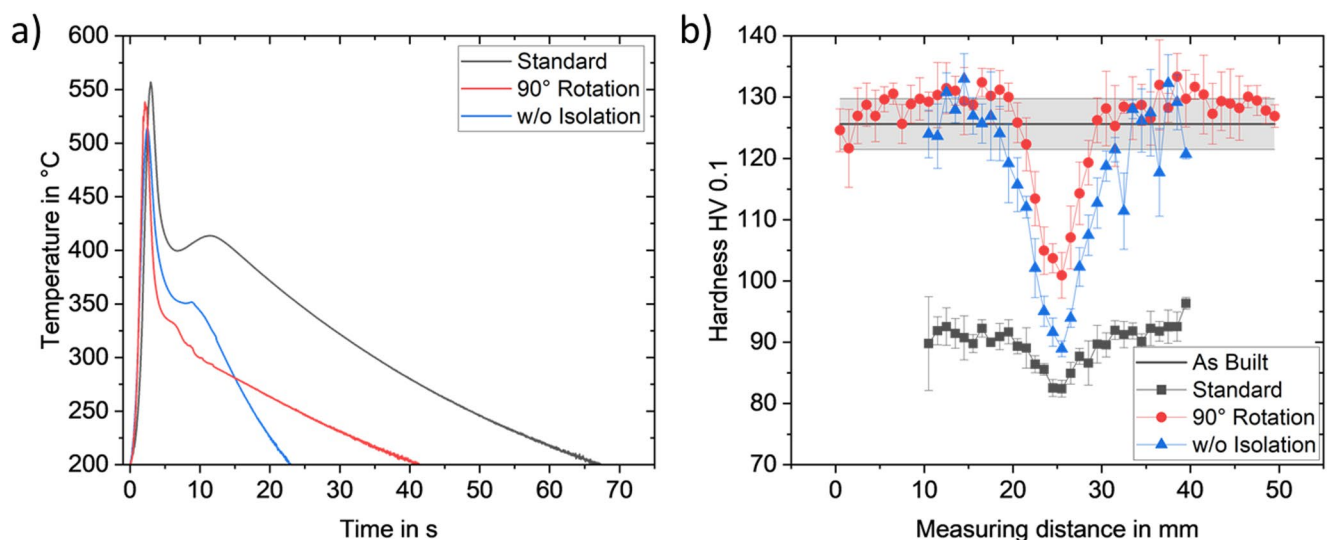 a)
600
550
500
450
400
350
300
250
200
Temperature in °C
0 10 20 30 40 50 60 70
Time in s
Standard
90° Rotation
w/o Isolation
b)
140
130
120
110
100
90
80
70
Hardness HV 0.1
0 10 20 30 40 50
Measuring distance in mm
As Built
Standard
90° Rotation
w/o Isolation